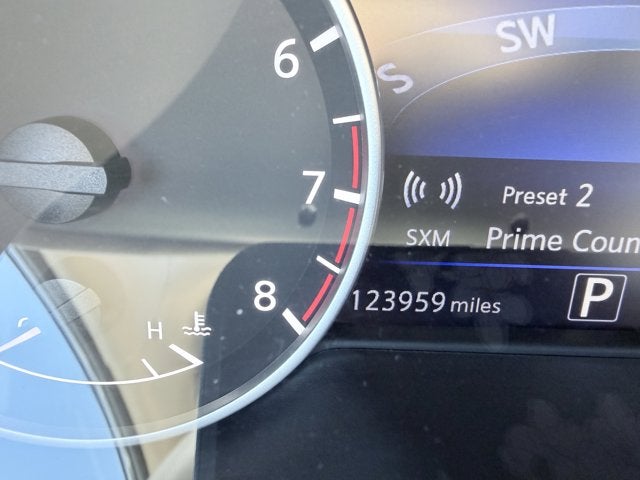 6
7
8
H
C
SW
S
Preset 2
SXM Prime Coun
123959 miles P